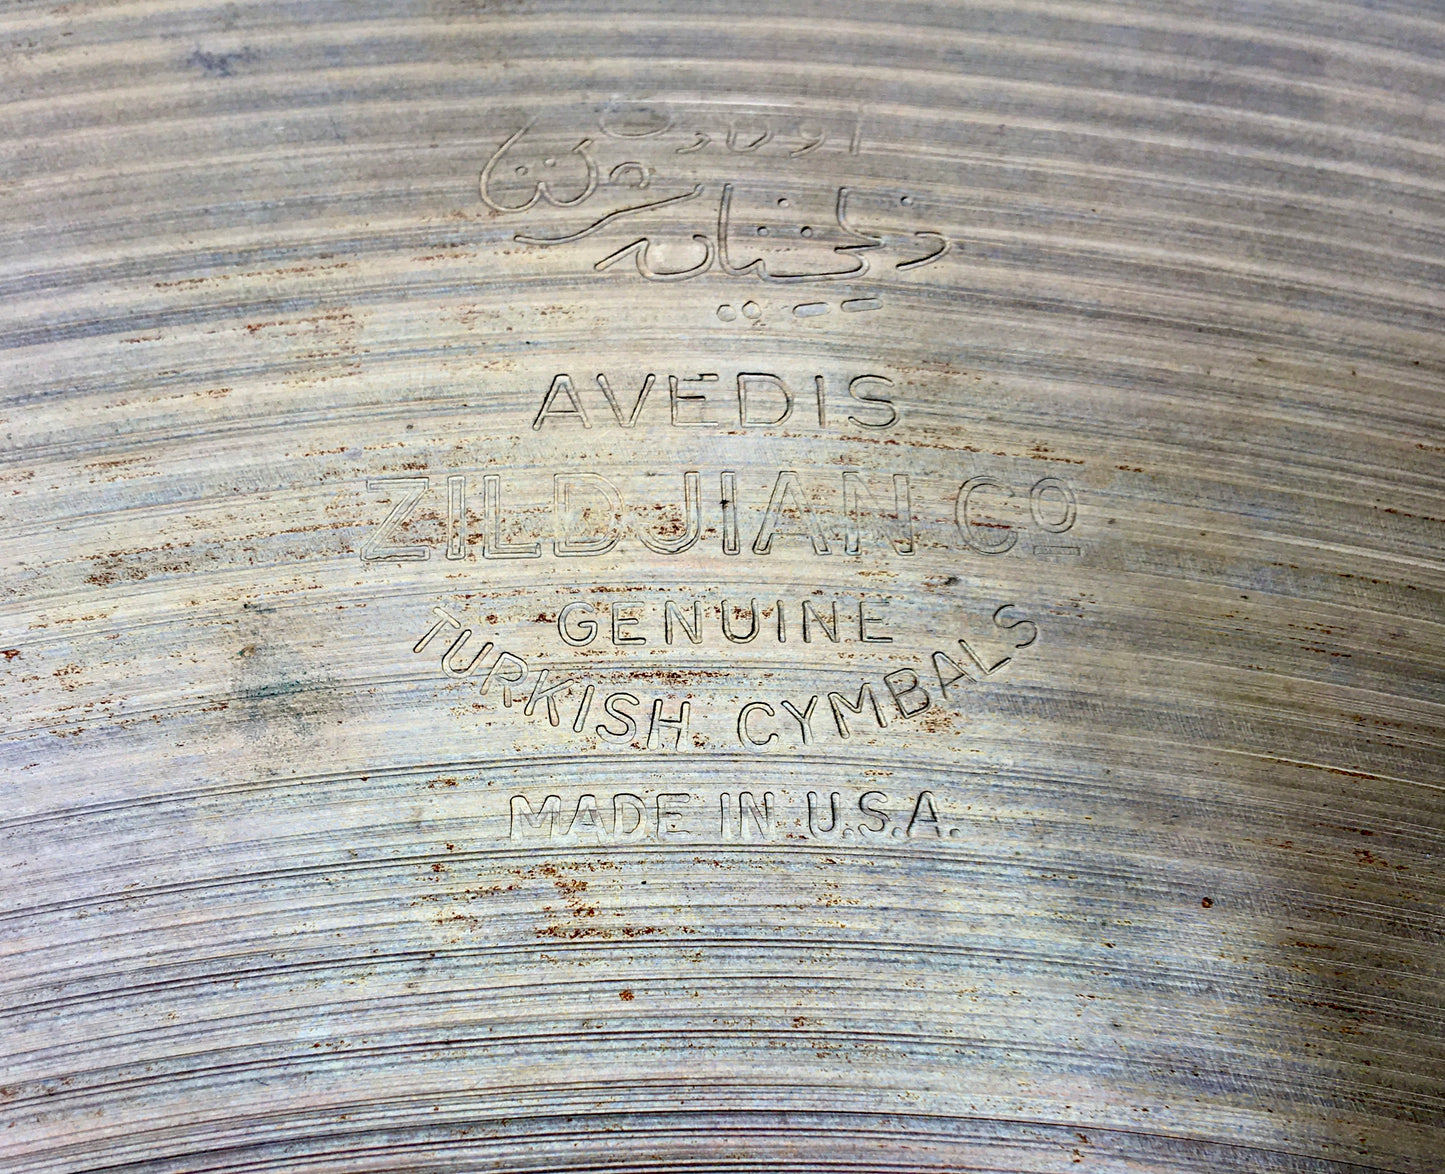 AVEDIS
ZILDJIAN Co
GENUINE
TURKISH CYMBALS
MADE IN U.S.A.